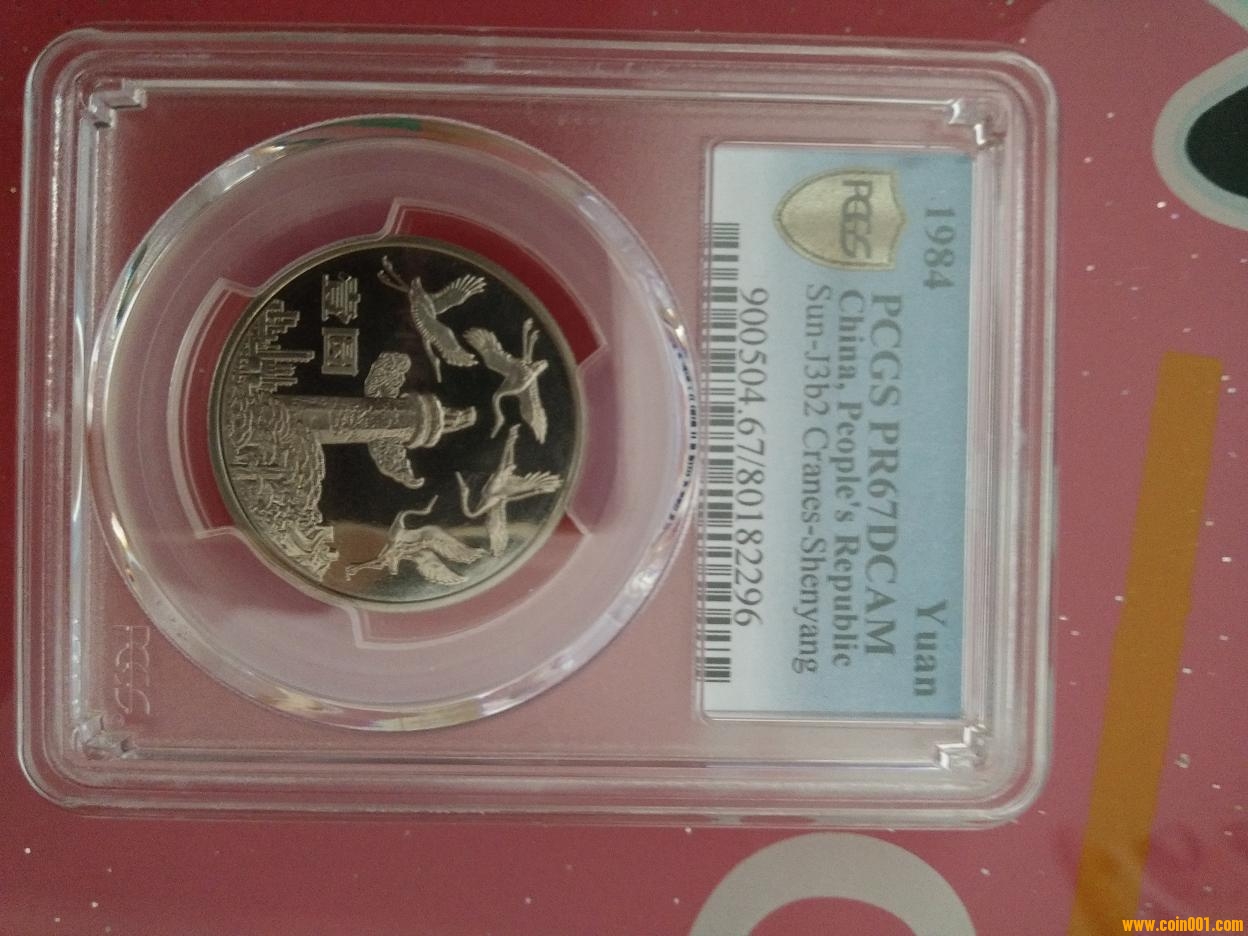 1984 Yuan
PCGS PR67DCAM
China, People's Republic
Sun-J3b2 Cranes-Shenyang
900504.67/80182296
PCGS
壹圆
PCGS
www.coin001.com